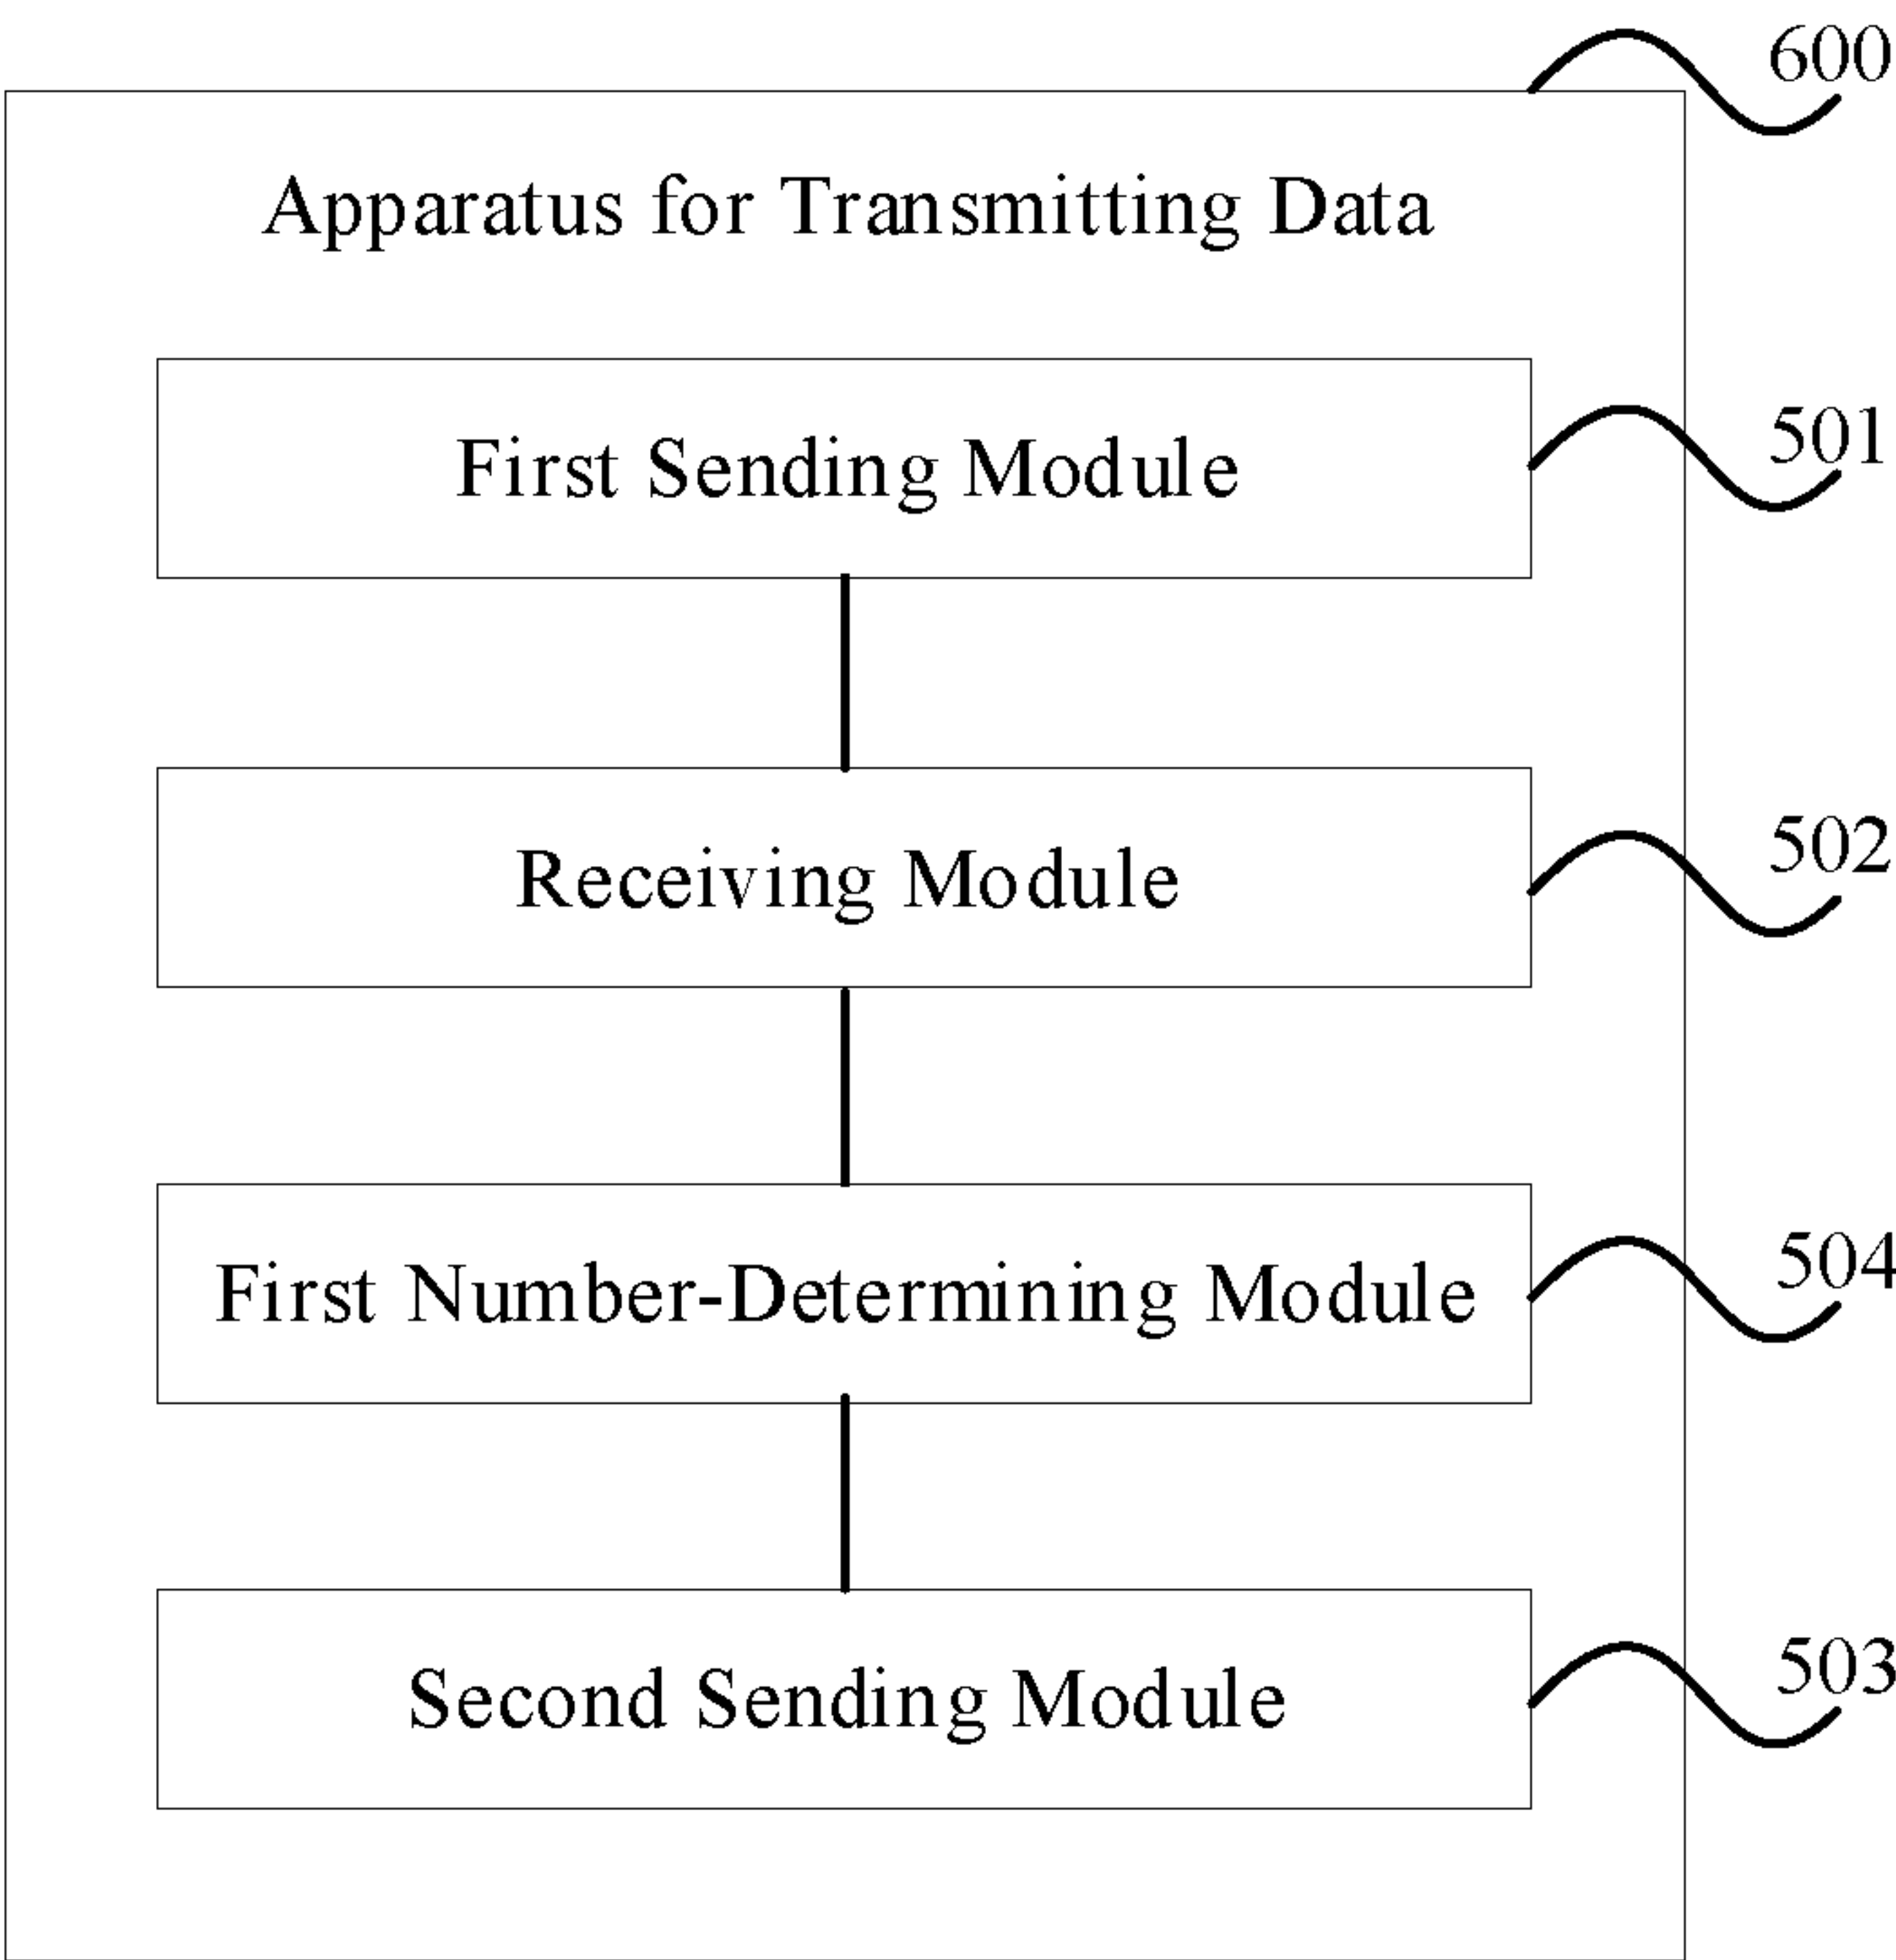 600
Apparatus for Transmitting Data
First Sending Module
501
Receiving Module
502
First Number-Determining Module
504
Second Sending Module
503